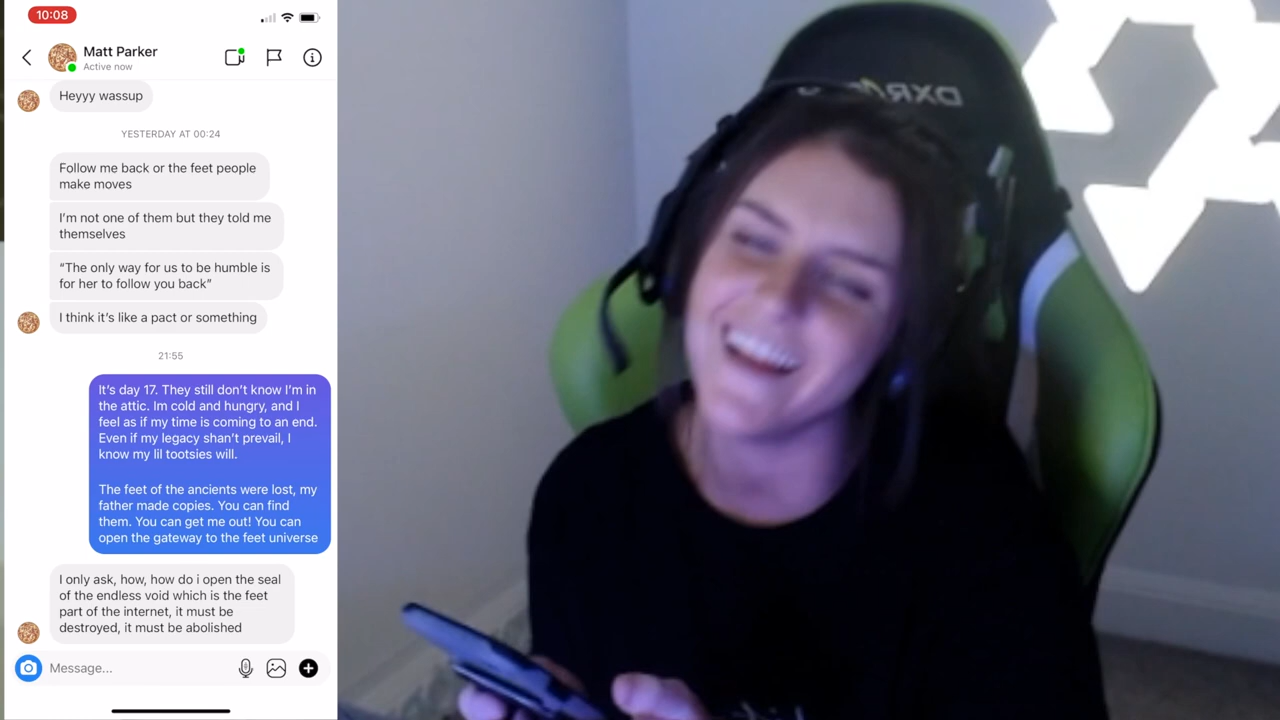 10:08
Matt Parker
Active now
Heyyy wassup
YESTERDAY AT 00:24
Follow me back or the feet people
make moves
I'm not one of them but they told me
themselves
“The only way for us to be humble is
for her to follow you back”
I think it's like a pact or something
21:55
It's day 17. They still don't know I'm in
the attic. Im cold and hungry, and I
feel as if my time is coming to an end.
Even if my legacy shan't prevail, I
know my lil tootsies will.
The feet of the ancients were lost, my
father made copies. You can find
them. You can get me out! You can
open the gateway to the feet universe
I only ask, how, how do i open the seal
of the endless void which is the feet
part of the internet, it must be
destroyed, it must be abolished
Message...